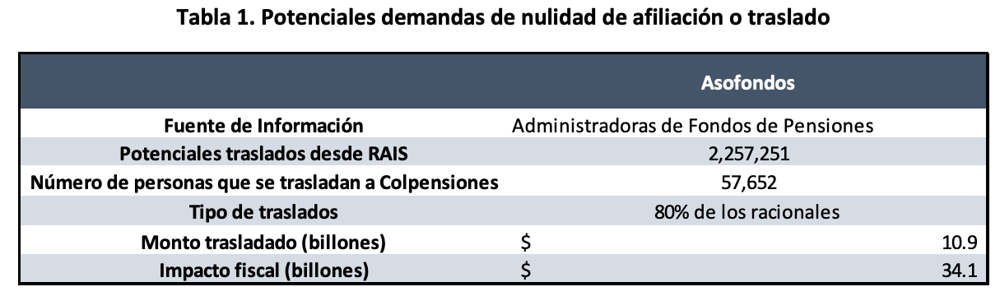 Tabla 1. Potenciales demandas de nulidad de afiliación o traslado
Asofondos
Fuente de Información Administradoras de Fondos de Pensiones
Potenciales traslados desde RAIS 2,257,251
Número de personas que se trasladan a Colpensiones 57,652
Tipo de traslados 80% de los racionales
Monto trasladado (billones) $ 10.9
Impacto fiscal (billones) $ 34.1